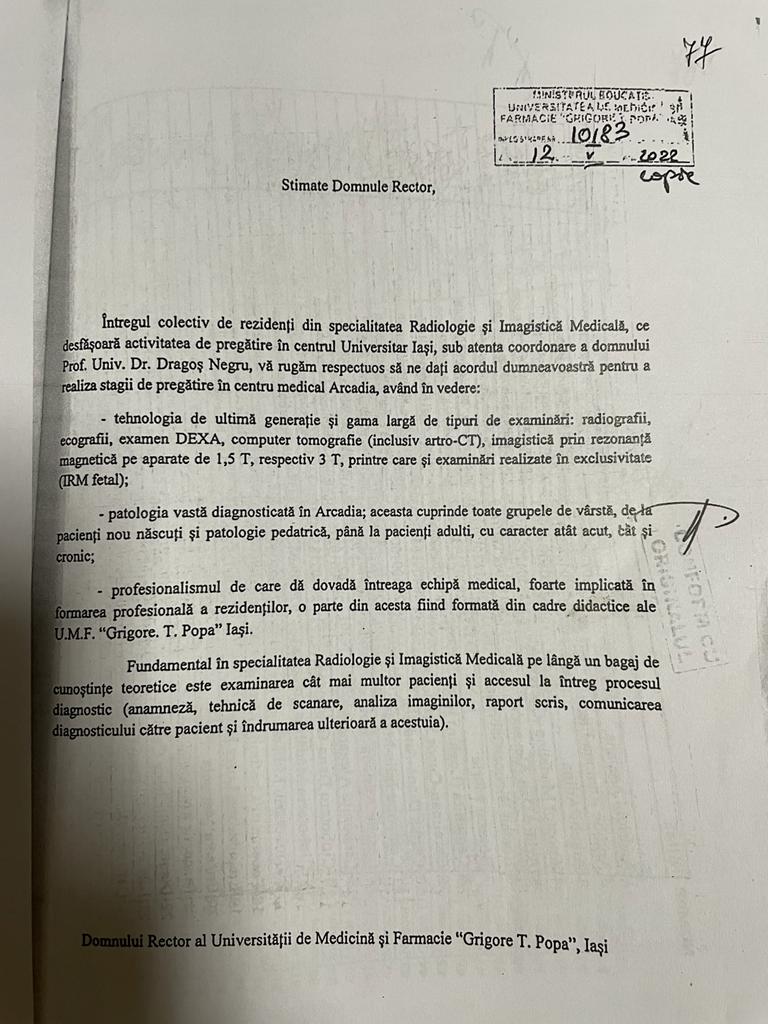 77
MINISTERUL EDUCAȚIEI
UNIVERSITATEA DE MEDICINĂ ȘI
FARMACIE "GRIGORE T. POPA" IAȘI
10183
12 V 2022
copie
Stimate Domnule Rector,
Întregul colectiv de rezidenți din specialitatea Radiologie și Imagistică Medicală, ce
desfășoară activitatea de pregătire în centrul Universitar Iași, sub atenta coordonare a domnului
Prof. Univ. Dr. Dragoș Negru, vă rugăm respectuos să ne dați acordul dumneavoastră pentru a
realiza stagii de pregătire în centru medical Arcadia, având în vedere:
- tehnologia de ultimă generație și gama largă de tipuri de examinări: radiografii,
ecografii, examen DEXA, computer tomografie (inclusiv artro-CT), imagistică prin rezonanță
magnetică pe aparate de 1,5 T, respectiv 3 T, printre care și examinări realizate în exclusivitate
(IRM fetal);
- patologia vastă diagnosticată în Arcadia; aceasta cuprinde toate grupele de vârstă, de la
pacienți nou născuți și patologie pedatrică, până la pacienți adulti, cu caracter atât acut, cât și
cronic;
- profesionalismul de care dă dovadă întreaga echipă medical, foarte implicată în
formarea profesională a rezidenților, o parte din acesta fiind formată din cadre didactice ale
U.M.F. “Grigore. T. Popa” Iași.
Fundamental în specialitatea Radiologie și Imagistică Medicală pe lângă un bagaj de
cunoștințe teoretice este examinarea cât mai multor pacienți și accesul la întreg procesul
diagnostic (anamneză, tehnică de scanare, analiza imaginilor, raport scris, comunicarea
diagnosticului către pacient și îndrumarea ulterioară a acestuia).
CONFORM CU
ORIGINALUL
Domnului Rector al Universității de Medicină și Farmacie “Grigore T. Popa”, Iași